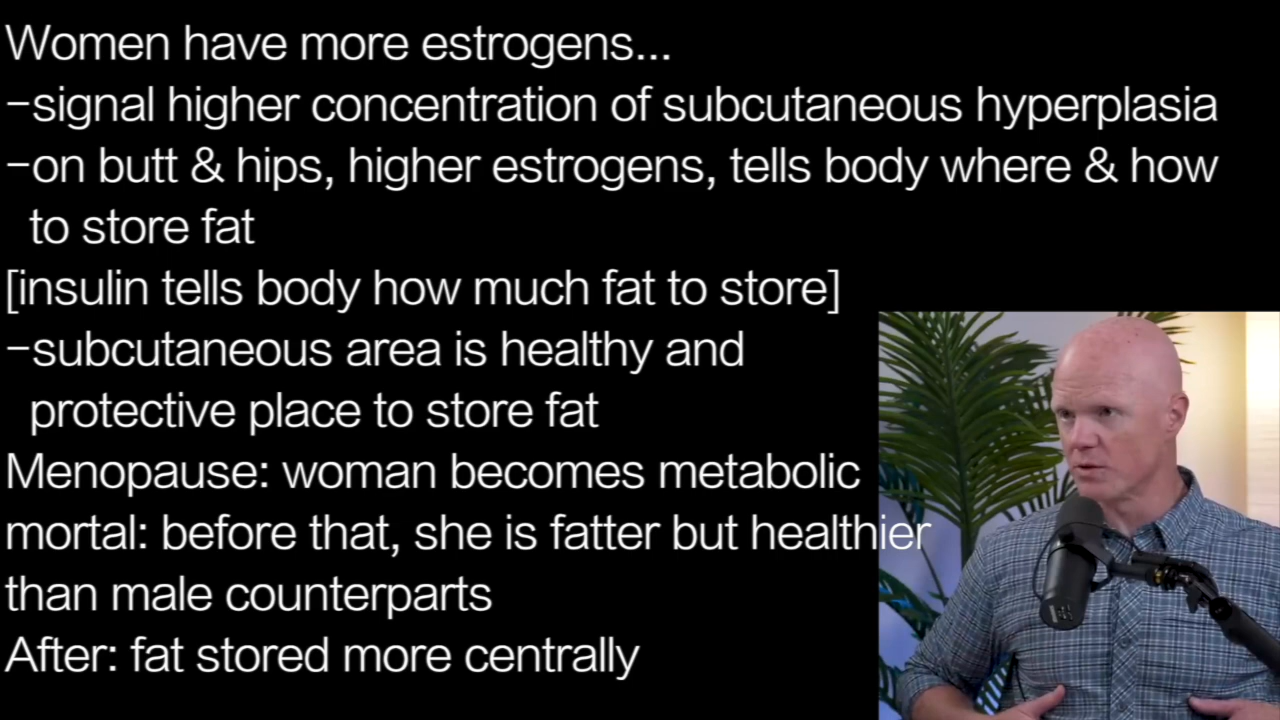 Women have more estrogens...
–signal higher concentration of subcutaneous hyperplasia
–on butt & hips, higher estrogens, tells body where & how
to store fat
[insulin tells body how much fat to store]
–subcutaneous area is healthy and
protective place to store fat
Menopause: woman becomes metabolic
mortal: before that, she is fatter but healthier
than male counterparts
After: fat stored more centrally